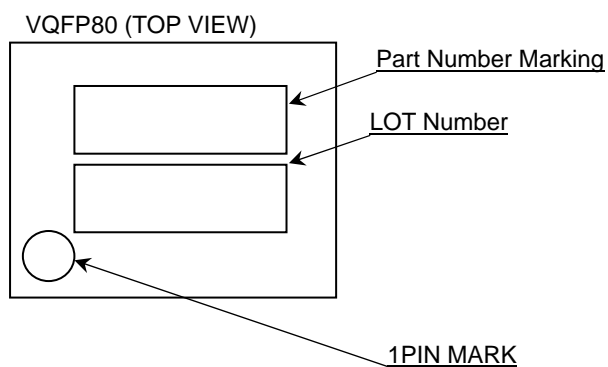 VQFP80 (TOP VIEW)
Part Number Marking
LOT Number
1PIN MARK